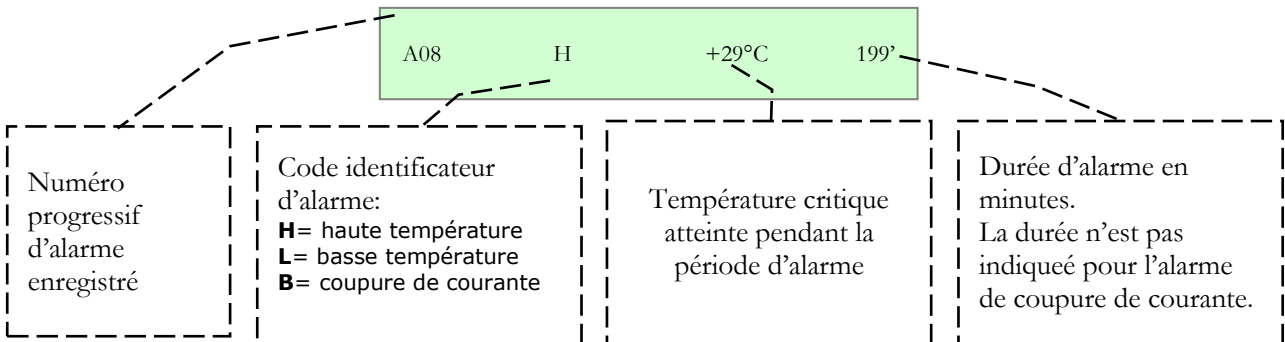 A08 H +29°C 199’
Numéro
progressif
d’alarme
enregistré
Code identificateur
d’alarme:
H= haute température
L= basse température
B= coupure de courante
Température critique
atteinte pendant la
période d’alarme
Durée d’alarme en
minutes.
La durée n’est pas
indiqueé pour l’alarme
de coupure de courante.